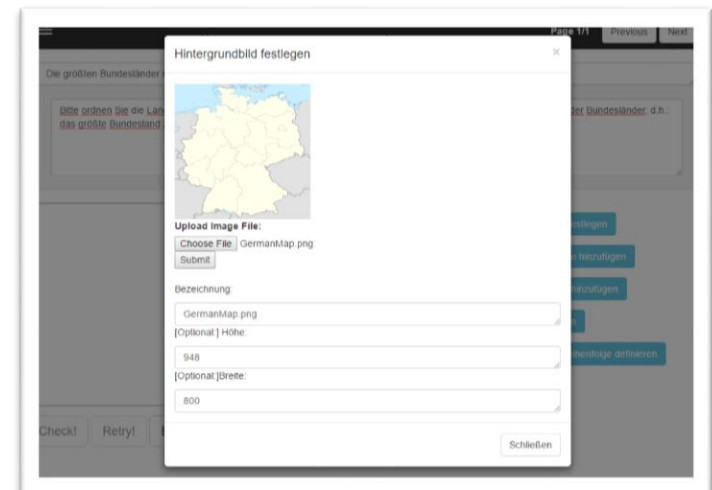 Page 1/1 Previous Next
Hintergrundbild festlegen ×
Die größten Bundesländer
Bitte ordnen Sie die Lan
der Bundesländer, d.h.:
das größte Bundesland
Upload Image File:
Choose File GermanMap.png
Submit
Bezeichnung:
GermanMap.png
[Optional:] Höhe:
948
[Optional:]Breite:
800
Schließen
estlegen
hinzufügen
hinzufügen
n
henfolge definieren
Check! Retry!